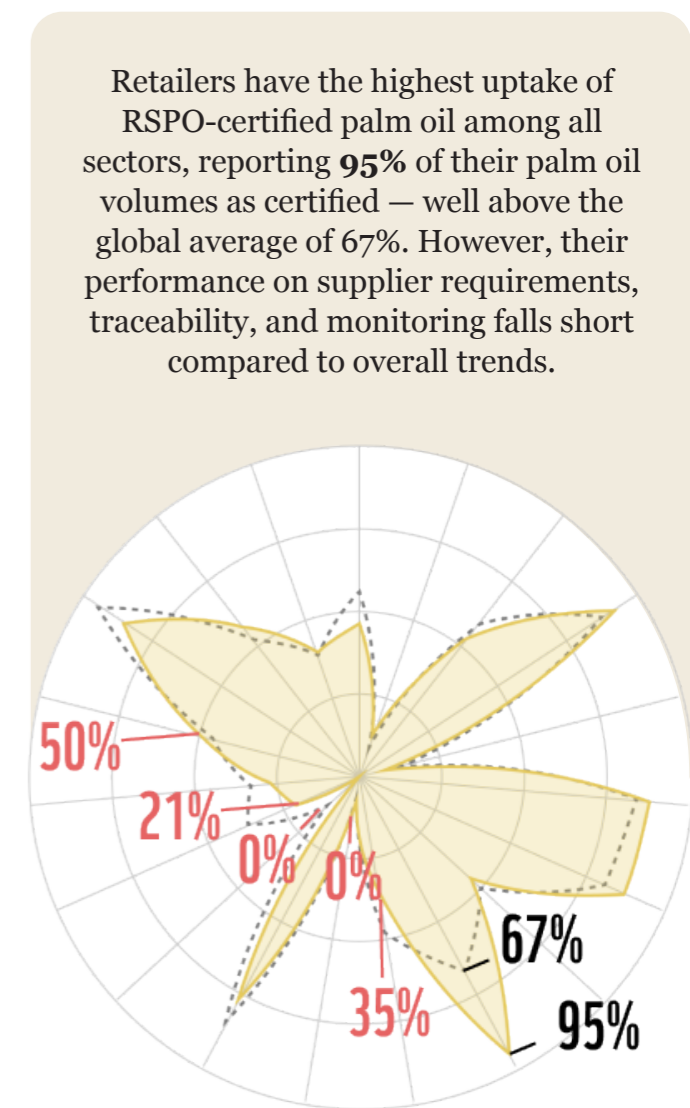 Retailers have the highest uptake of
RSPO-certified palm oil among all
sectors, reporting 95% of their palm oil
volumes as certified — well above the
global average of 67%. However, their
performance on supplier requirements,
traceability, and monitoring falls short
compared to overall trends.
50%
21%
0%
0%
67%
35%
95%